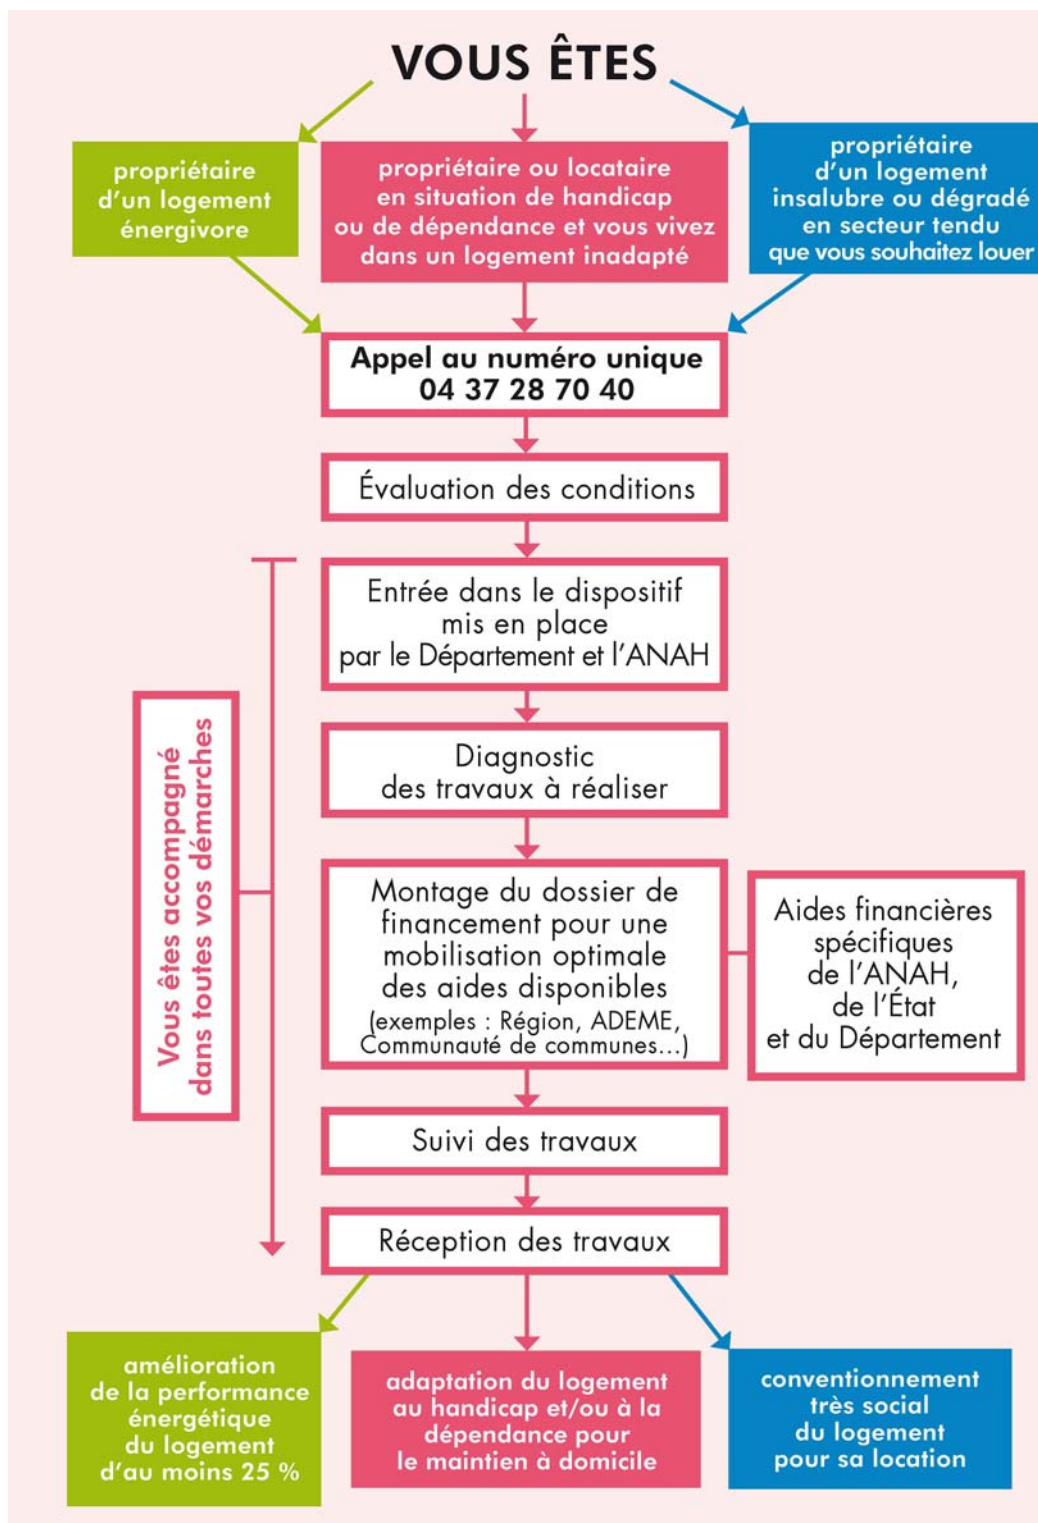 VOUS ÊTES
propriétaire
d'un logement
énergivore
propriétaire ou locataire
en situation de handicap
ou de dépendance et vous vivez
dans un logement inadapté
propriétaire
d'un logement
insalubre ou dégradé
en secteur tendu
que vous souhaitez louer
Appel au numéro unique
04 37 28 70 40
Évaluation des conditions
Entrée dans le dispositif
mis en place
par le Département et l'ANAH
Diagnostic
des travaux à réaliser
Vous êtes accompagné
dans toutes vos démarches
Montage du dossier de
financement pour une
mobilisation optimale
des aides disponibles
(exemples : Région, ADEME,
Communauté de communes...)
Aides financières
spécifiques
de l'ANAH,
de l'État
et du Département
Suivi des travaux
Réception des travaux
amélioration
de la performance
énergétique
du logement
d'au moins 25 %
adaptation du logement
au handicap et/ou à la
dépendance pour
le maintien à domicile
conventionnement
très social
du logement
pour sa location